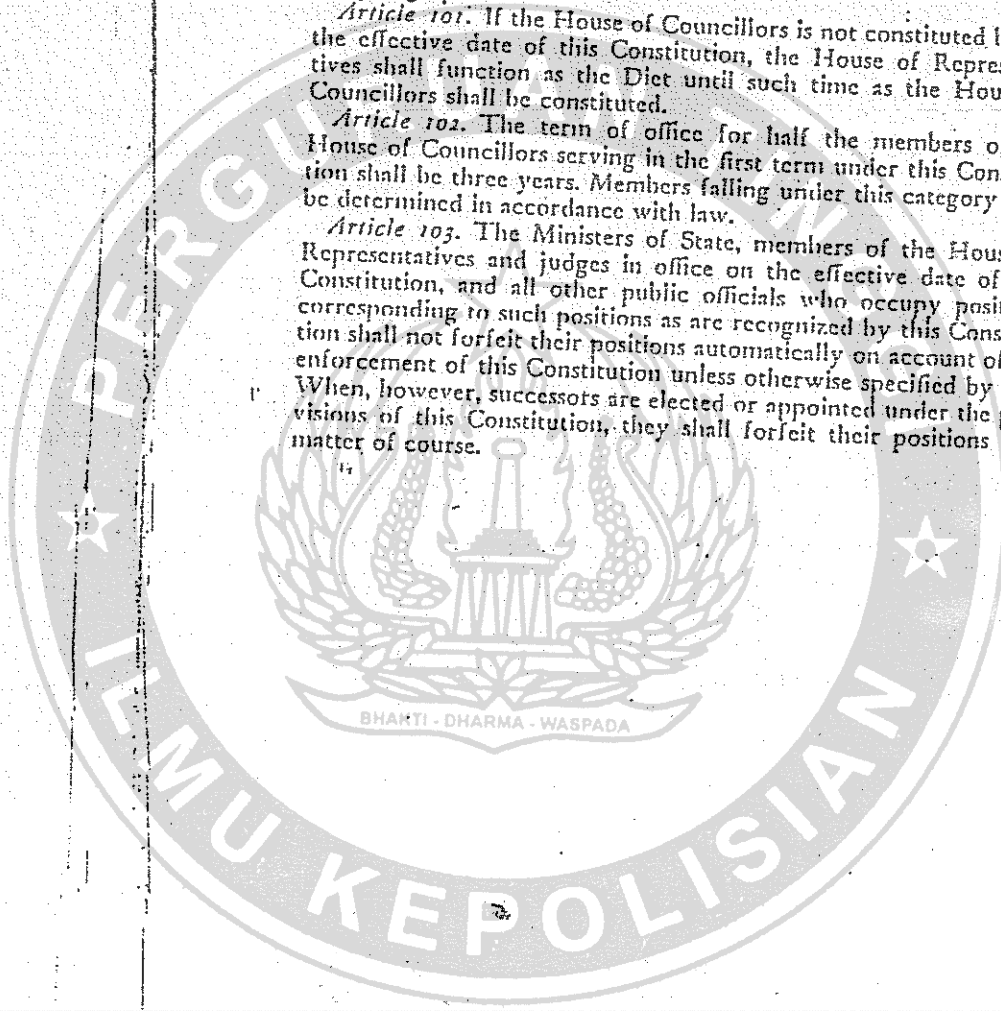 Article 101. If the House of Councillors is not constituted
the effective date of this Constitution, the House of Repres
tives shall function as the Diet until such time as the Hou
Councillors shall be constituted.
Article 102. The term of office for half the members o
House of Councillors serving in the first term under this Con
tion shall be three years. Members falling under this category
be determined in accordance with law.
Article 103. The Ministers of State, members of the Hous
Representatives and judges in office on the effective date of
Constitution, and all other public officials who occupy posit
corresponding to such positions as are recognized by this Cons
tion shall not forfeit their positions automatically on account of
enforcement of this Constitution unless otherwise specified by
When, however, successors are elected or appointed under the
visions of this Constitution, they shall forfeit their positions
matter of course.
PERGURUAN TINGGI
BHAKTI - DHARMA - WASPADA
ILMU KEPOLISIAN